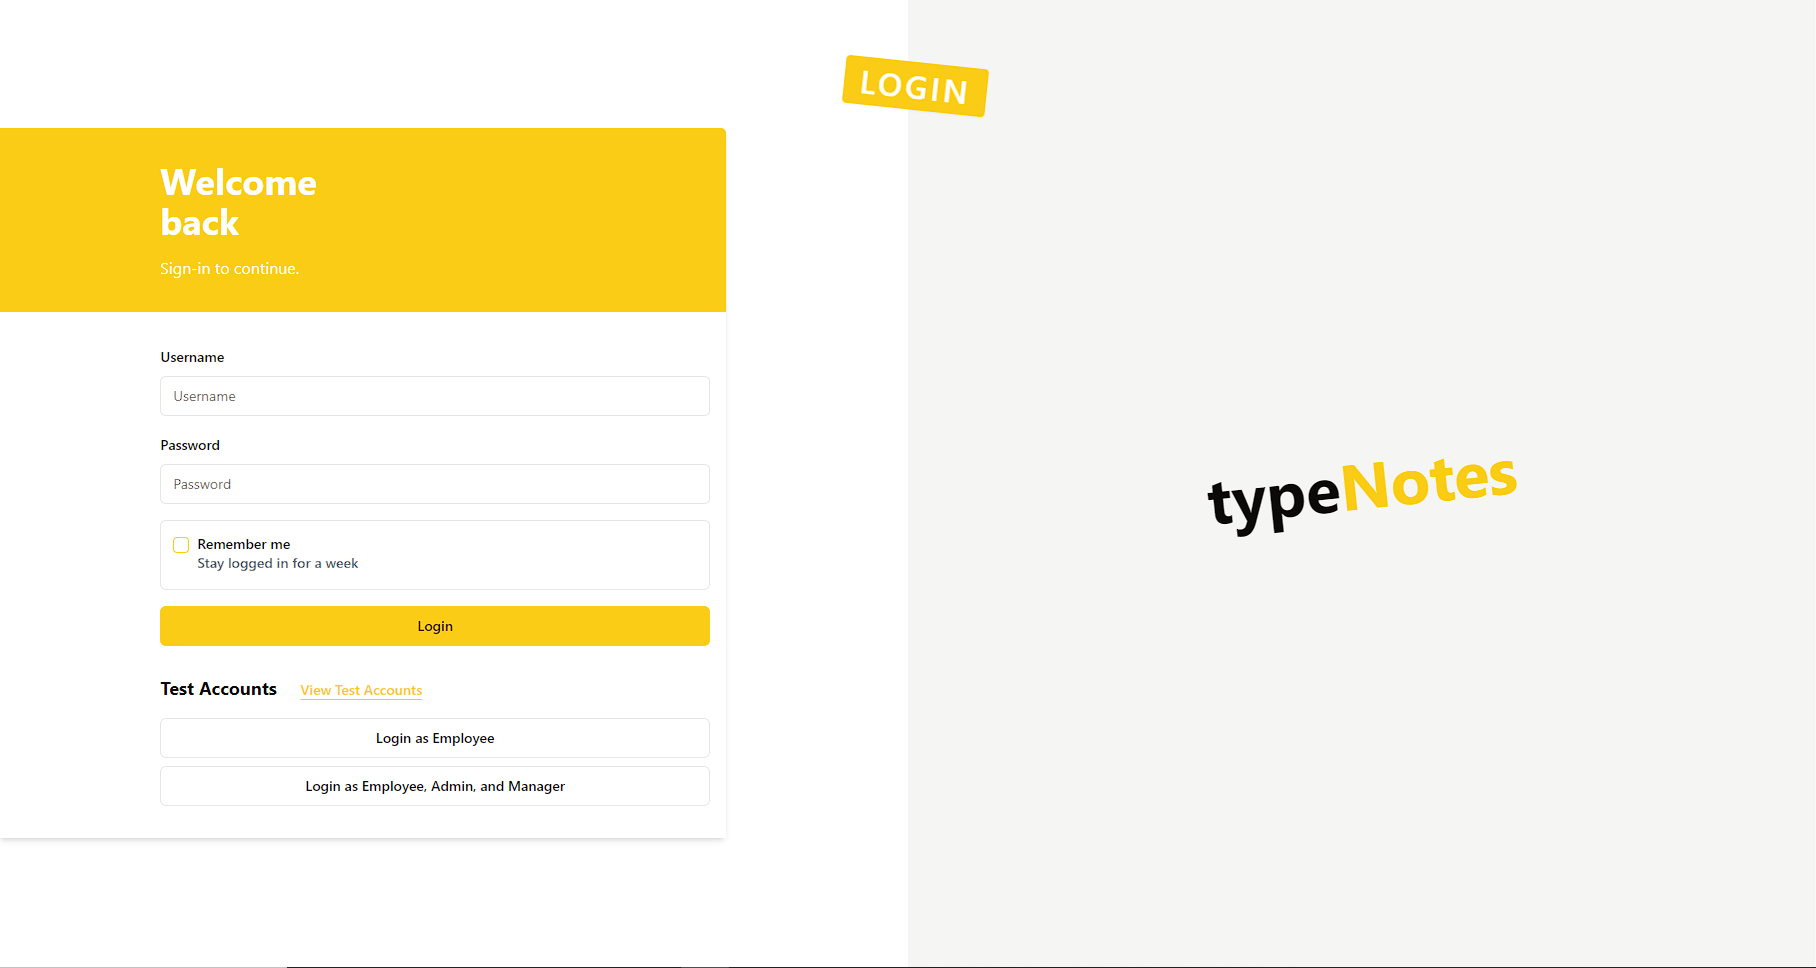 LOGIN
Welcome
back
Sign-in to continue.
Username
Username
Password
Password
Remember me
Stay logged in for a week
Login
Test Accounts View Test Accounts
Login as Employee
Login as Employee, Admin, and Manager
typeNotes